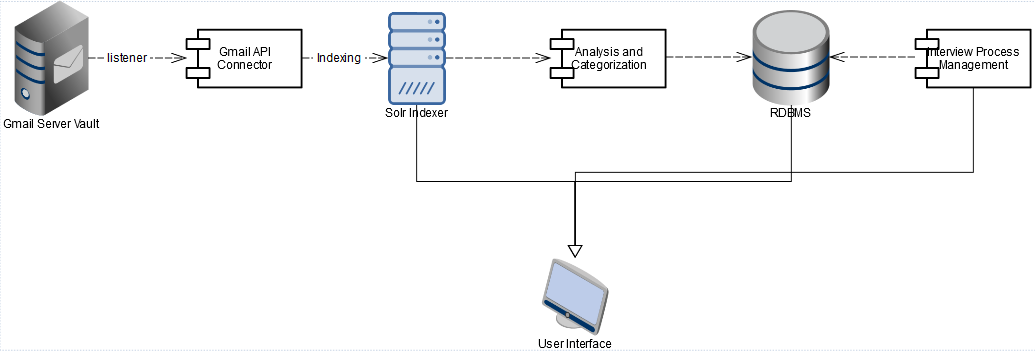 Gmail Server Vault
listener
Gmail API
Connector
Indexing
Solr Indexer
Analysis and
Categorization
RDBMS
Interview Process
Management
User Interface